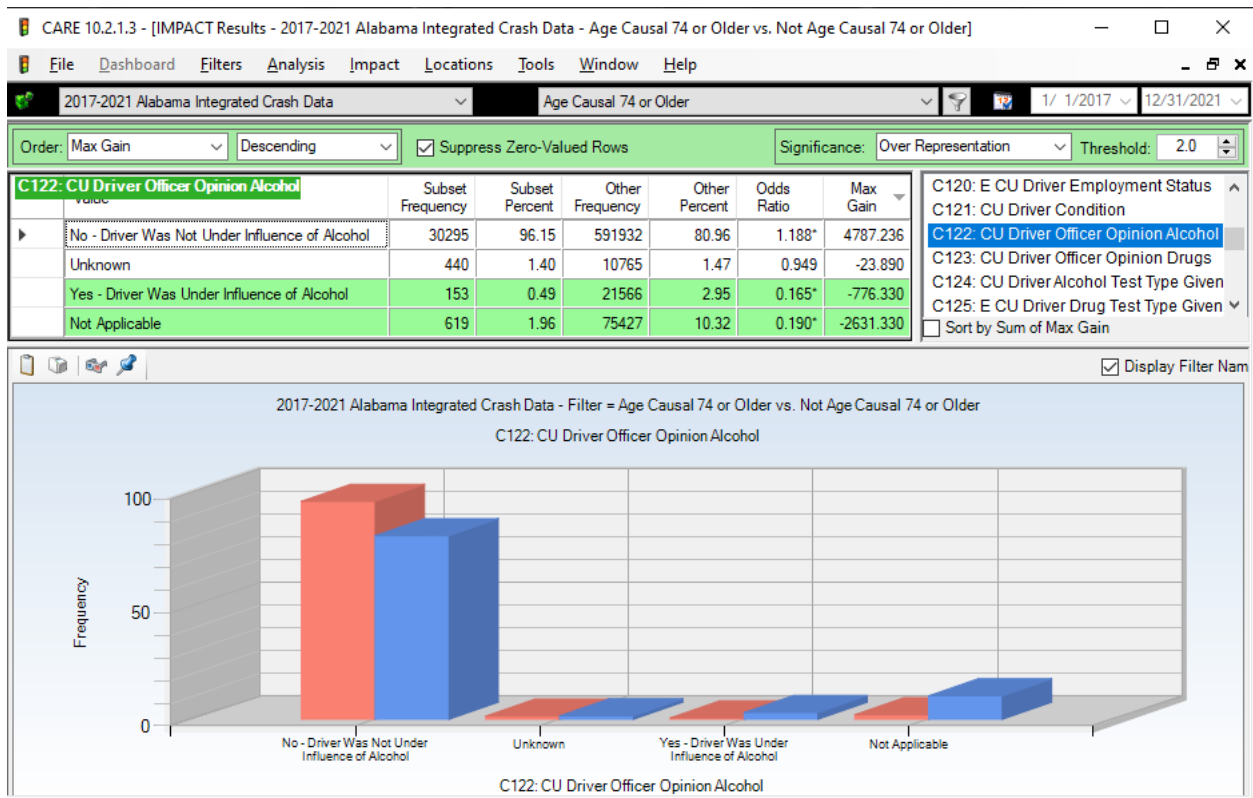 CARE 10.2.1.3 - [IMPACT Results - 2017-2021 Alabama Integrated Crash Data - Age Causal 74 or Older vs. Not Age Causal 74 or Older]
File Dashboard Filters Analysis Impact Locations Tools Window Help
2017-2021 Alabama Integrated Crash Data Age Causal 74 or Older 1/ 1/2017 12/31/2021
Order: Max Gain Descending Suppress Zero-Valued Rows Significance: Over Representation Threshold: 2.0
C122: CU Driver Officer Opinion Alcohol Subset Frequency Subset Percent Other Frequency Other Percent Odds Ratio Max Gain
No - Driver Was Not Under Influence of Alcohol 30295 96.15 591932 80.96 1.188* 4787.236
Unknown 440 1.40 10765 1.47 0.949 -23.890
Yes - Driver Was Under Influence of Alcohol 153 0.49 21566 2.95 0.165* -776.330
Not Applicable 619 1.96 75427 10.32 0.190* -2631.330
C120: E CU Driver Employment Status
C121: CU Driver Condition
C122: CU Driver Officer Opinion Alcohol
C123: CU Driver Officer Opinion Drugs
C124: CU Driver Alcohol Test Type Given
C125: E CU Driver Drug Test Type Given
Sort by Sum of Max Gain
Display Filter Nam
2017-2021 Alabama Integrated Crash Data - Filter = Age Causal 74 or Older vs. Not Age Causal 74 or Older
C122: CU Driver Officer Opinion Alcohol
100
50
0
Frequency
No - Driver Was Not Under
Influence of Alcohol
Unknown
Yes - Driver Was Under
Influence of Alcohol
Not Applicable
C122: CU Driver Officer Opinion Alcohol